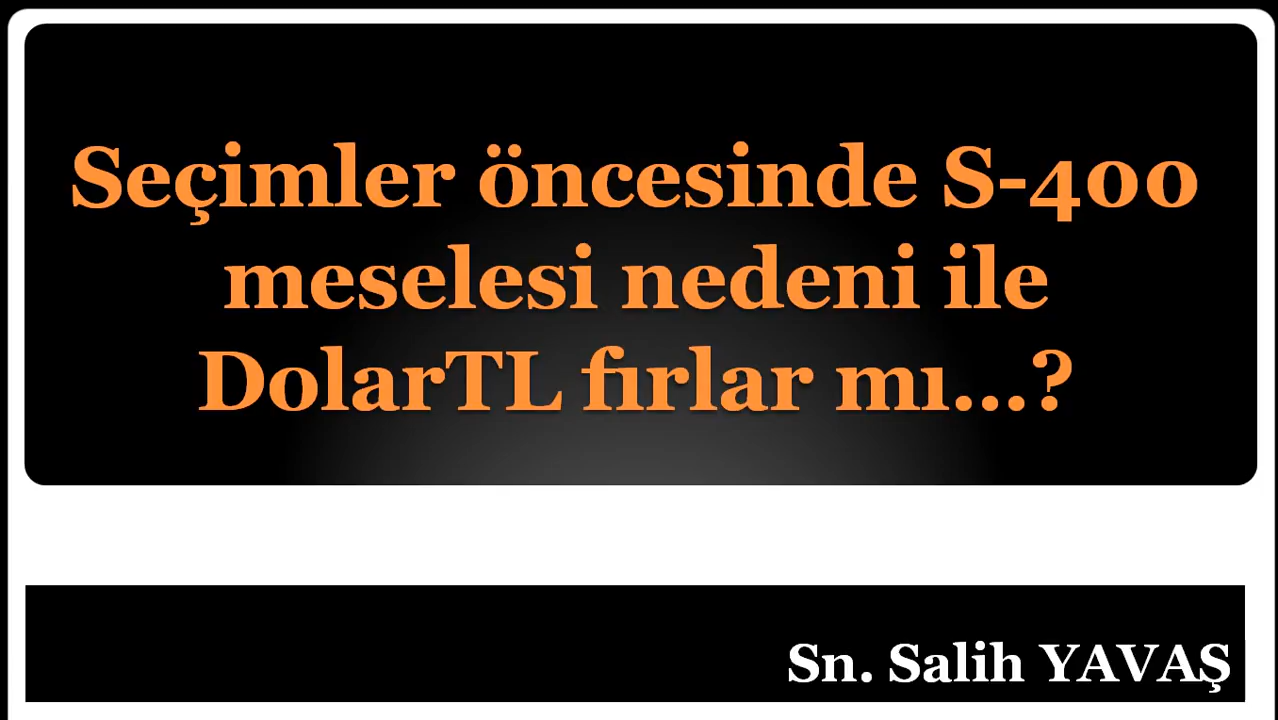 Seçimler öncesinde S-400
meselesi nedeni ile
DolarTL fırlar mı...?
Sn. Salih YAVAŞ